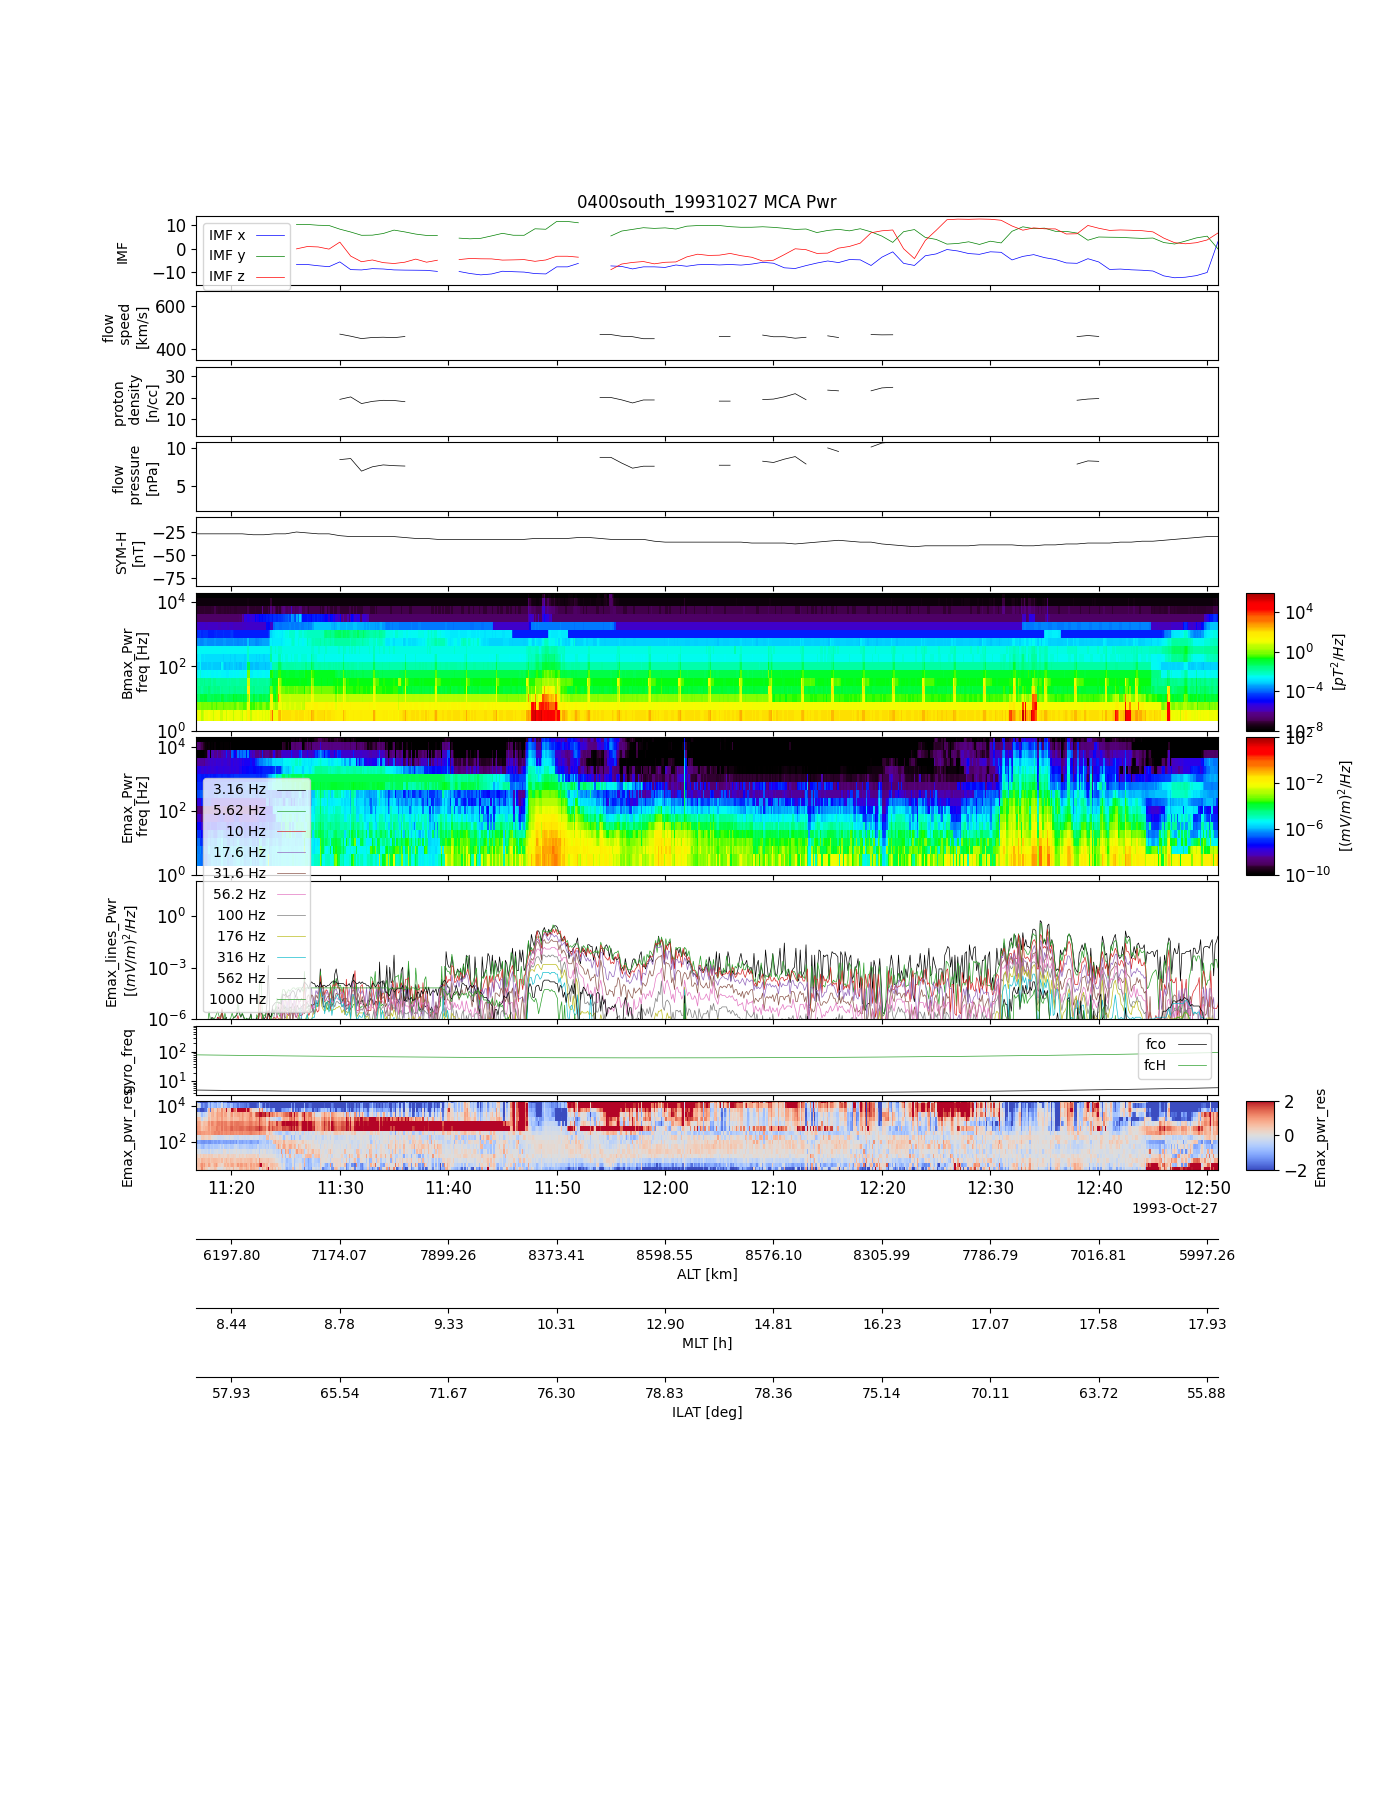 0400south_19931027 MCA Pwr
10
0
−10
IMF
IMF x
IMF y
IMF z
600
400
flow
speed
[km/s]
30
20
10
proton
density
[n/cc]
10
5
flow
pressure
[nPa]
−25
−50
−75
SYM-H
[nT]
10^4
10^2
10^0
Bmax_Pwr
freq [Hz]
10^4
10^0
10^−4
10^−8
[pT^2/Hz]
10^4
10^2
10^0
Emax_Pwr
freq [Hz]
10^2
10^−2
10^−6
10^−10
[(mV/m)^2/Hz]
3.16 Hz
5.62 Hz
10 Hz
17.6 Hz
31.6 Hz
56.2 Hz
100 Hz
176 Hz
316 Hz
562 Hz
1000 Hz
10^0
10^−3
10^−6
Emax_lines_Pwr
[(mV/m)^2/Hz]
10^2
10^1
gyro_freq
fco
fcH
10^4
10^2
Emax_pwr_res
2
0
−2
Emax_pwr_res
11:20 11:30 11:40 11:50 12:00 12:10 12:20 12:30 12:40 12:50
1993-Oct-27
6197.80 7174.07 7899.26 8373.41 8598.55 8576.10 8305.99 7786.79 7016.81 5997.26
ALT [km]
8.44 8.78 9.33 10.31 12.90 14.81 16.23 17.07 17.58 17.93
MLT [h]
57.93 65.54 71.67 76.30 78.83 78.36 75.14 70.11 63.72 55.88
ILAT [deg]